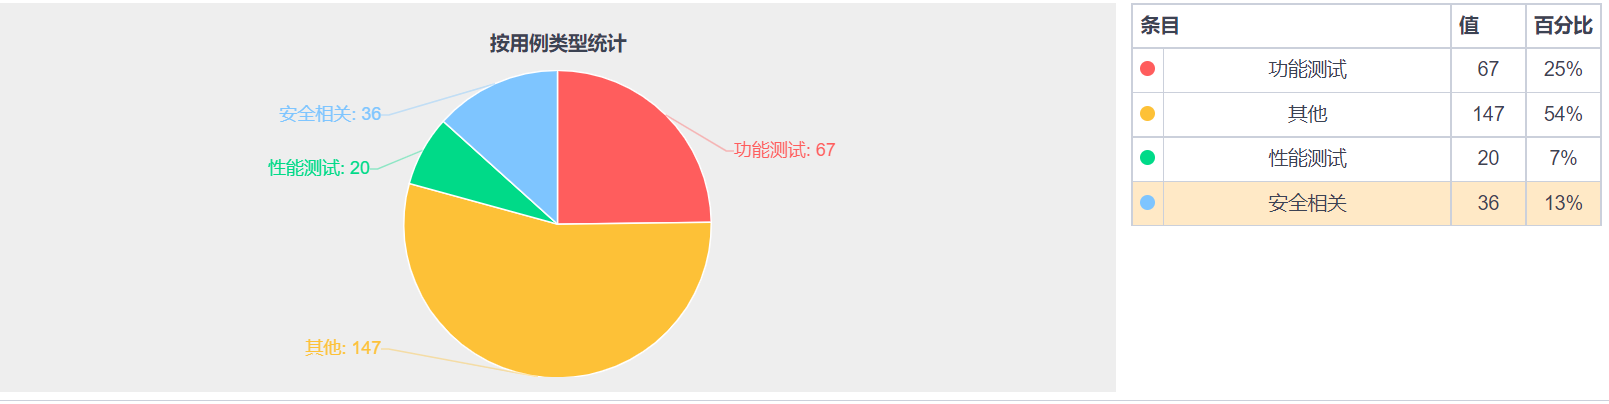 按用例类型统计
安全相关: 36
功能测试: 67
性能测试: 20
其他: 147
条目 值 百分比
功能测试 67 25%
其他 147 54%
性能测试 20 7%
安全相关 36 13%